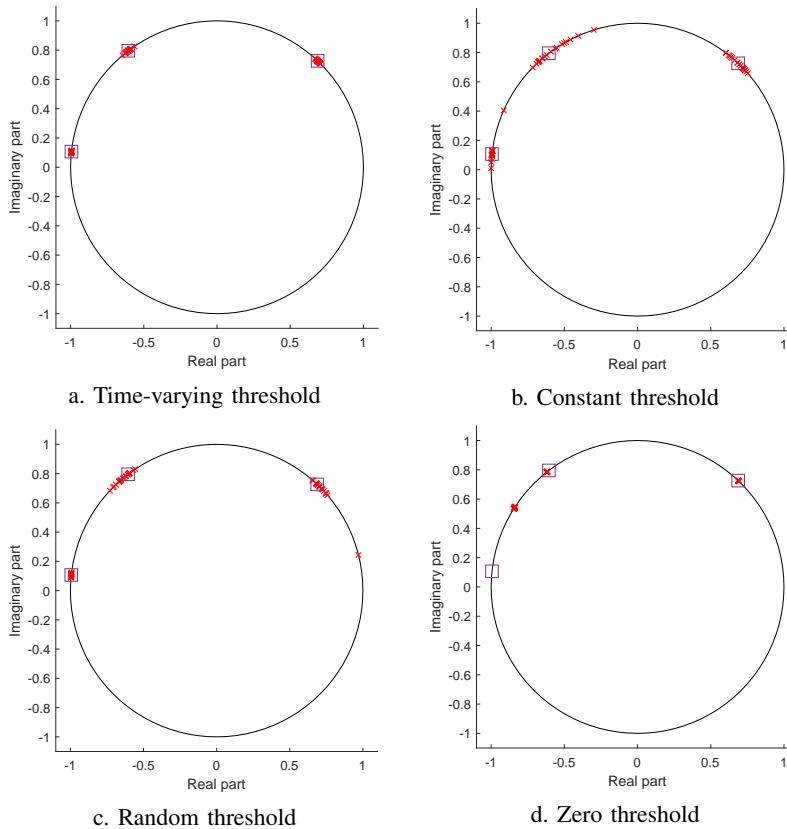 1
0.8
0.6
0.4
0.2
0
-0.2
-0.4
-0.6
-0.8
-1
Imaginary part
-1 -0.5 0 0.5 1
Real part
a. Time-varying threshold
1
0.8
0.6
0.4
0.2
0
-0.2
-0.4
-0.6
-0.8
-1
Imaginary part
-1 -0.5 0 0.5 1
Real part
b. Constant threshold
1
0.8
0.6
0.4
0.2
0
-0.2
-0.4
-0.6
-0.8
-1
Imaginary part
-1 -0.5 0 0.5 1
Real part
c. Random threshold
1
0.8
0.6
0.4
0.2
0
-0.2
-0.4
-0.6
-0.8
-1
Imaginary part
-1 -0.5 0 0.5 1
Real part
d. Zero threshold